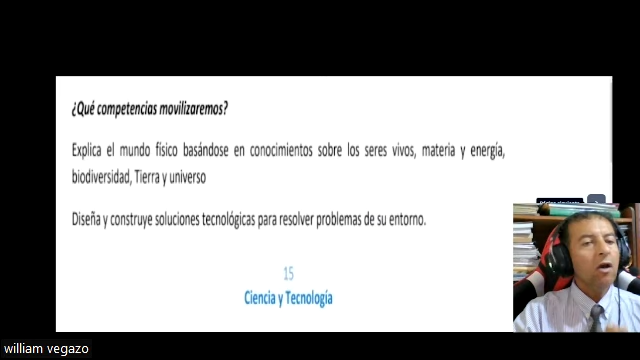 ¿Qué competencias movilizaremos?
Explica el mundo físico basándose en conocimientos sobre los seres vivos, materia y energía,
biodiversidad, Tierra y universo
Diseña y construye soluciones tecnológicas para resolver problemas de su entorno.
15
Ciencia y Tecnología
william vegazo